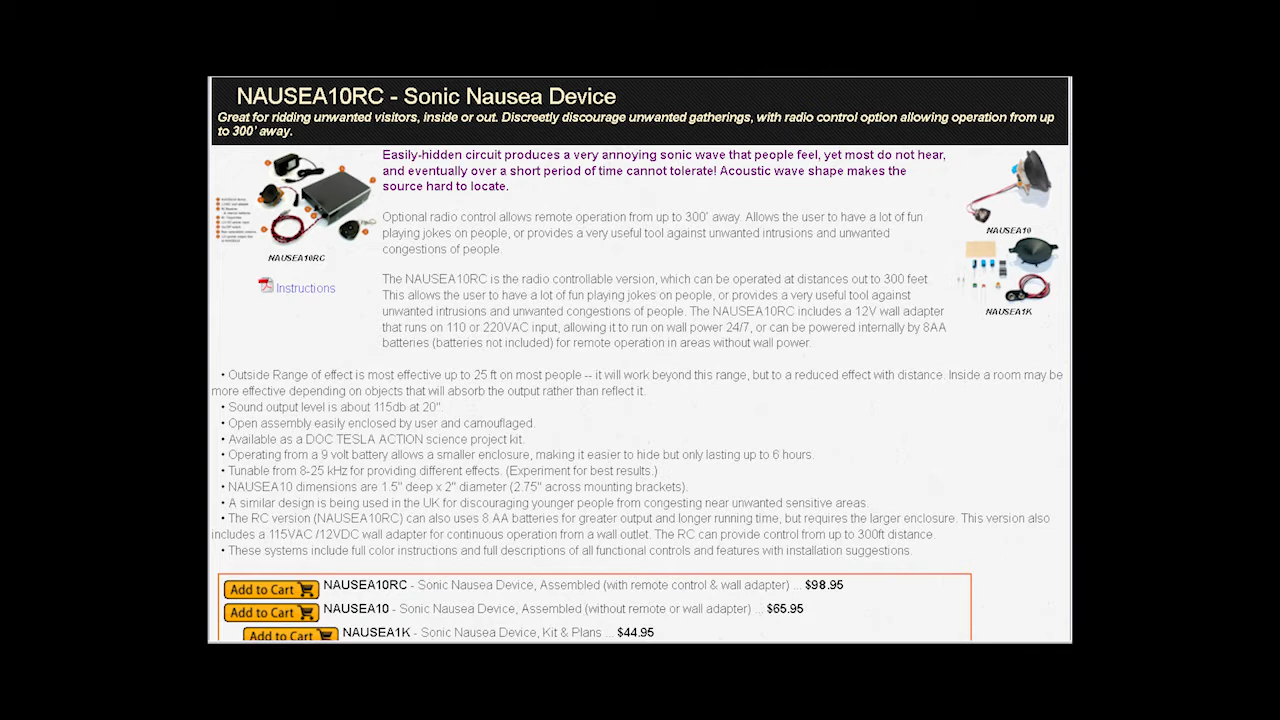 NAUSEA10RC - Sonic Nausea Device
Great for ridding unwanted visitors, inside or out. Discreetly discourage unwanted gatherings, with radio control option allowing operation from up
to 300' away.
Easily-hidden circuit produces a very annoying sonic wave that people feel, yet most do not hear,
and eventually over a short period of time cannot tolerate! Acoustic wave shape makes the
source hard to locate.
Optional radio control allows remote operation from up to 300' away. Allows the user to have a lot of fun
playing jokes on people, or provides a very useful tool against unwanted intrusions and unwanted
congestions of people.
NAUSEA10RC
Instructions
The NAUSEA10RC is the radio controllable version, which can be operated at distances out to 300 feet.
This allows the user to have a lot of fun playing jokes on people, or provides a very useful tool against
unwanted intrusions and unwanted congestions of people. The NAUSEA10RC includes a 12V wall adapter
that runs on 110 or 220VAC input, allowing it to run on wall power 24/7, or can be powered internally by 8AA
batteries (batteries not included) for remote operation in areas without wall power.
NAUSEA10
NAUSEA1K
• Outside Range of effect is most effective up to 25 ft on most people -- it will work beyond this range, but to a reduced effect with distance. Inside a room may be
more effective depending on objects that will absorb the output rather than reflect it.
• Sound output level is about 115db at 20".
• Open assembly easily enclosed by user and camouflaged.
• Available as a DOC TESLA ACTION science project kit.
• Operating from a 9 volt battery allows a smaller enclosure, making it easier to hide but only lasting up to 6 hours.
• Tunable from 8-25 kHz for providing different effects. (Experiment for best results.)
• NAUSEA10 dimensions are 1.5" deep x 2" diameter (2.75" across mounting brackets).
• A similar design is being used in the UK for discouraging younger people from congesting near unwanted sensitive areas.
• The RC version (NAUSEA10RC) can also uses 8 AA batteries for greater output and longer running time, but requires the larger enclosure. This version also
includes a 115VAC /12VDC wall adapter for continuous operation from a wall outlet. The RC can provide control from up to 300ft distance.
• These systems include full color instructions and full descriptions of all functional controls and features with installation suggestions.
Add to Cart NAUSEA10RC - Sonic Nausea Device, Assembled (with remote control & wall adapter) ... $98.95
Add to Cart NAUSEA10 - Sonic Nausea Device, Assembled (without remote or wall adapter) ... $65.95
Add to Cart NAUSEA1K - Sonic Nausea Device, Kit & Plans ... $44.95